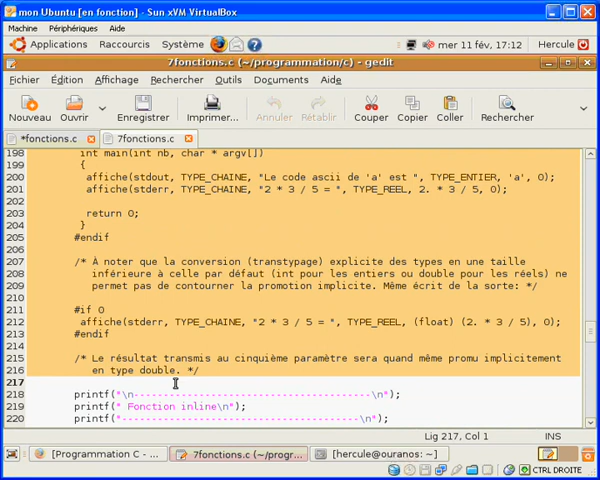 mon Ubuntu [en fonction] - Sun xVM VirtualBox
Machine Périphériques Aide
Applications Raccourcis Système mer 11 fév, 17:12 Hercule
7fonctions.c (~/programmation/c) - gedit
Fichier Édition Affichage Rechercher Outils Documents Aide
Nouveau Ouvrir Enregistrer Imprimer... Annuler Rétablir Couper Copier Coller Rechercher
*fonctions.c 7fonctions.c
198 int main(int nb, char * argv[])
199 {
200 affiche(stdout, TYPE_CHAINE, "Le code ascii de 'a' est ", TYPE_ENTIER, 'a', 0);
201 affiche(stderr, TYPE_CHAINE, "2 * 3 / 5 = ", TYPE_REEL, 2. * 3 / 5, 0);
202
203 return 0;
204 }
205 #endif
206
207 /* À noter que la conversion (transtypage) explicite des types en une taille
208 inférieure à celle par défaut (int pour les entiers ou double pour les réels) ne
209 permet pas de contourner la promotion implicite. Même écrit de la sorte: */
210
211 #if 0
212 affiche(stderr, TYPE_CHAINE, "2 * 3 / 5 = ", TYPE_REEL, (float) (2. * 3 / 5), 0);
213 #endif
214
215 /* Le résultat transmis au cinquième paramètre sera quand même promu implicitement
216 en type double. */
217
218 printf("\n---------------------------------------\n");
219 printf(" Fonction inline\n");
220 printf("---------------------------------------\n");
Lig 217, Col 1 INS
[Programmation C - ... 7fonctions.c (~/progr... [hercule@ouranos: ~]
CTRL DROITE